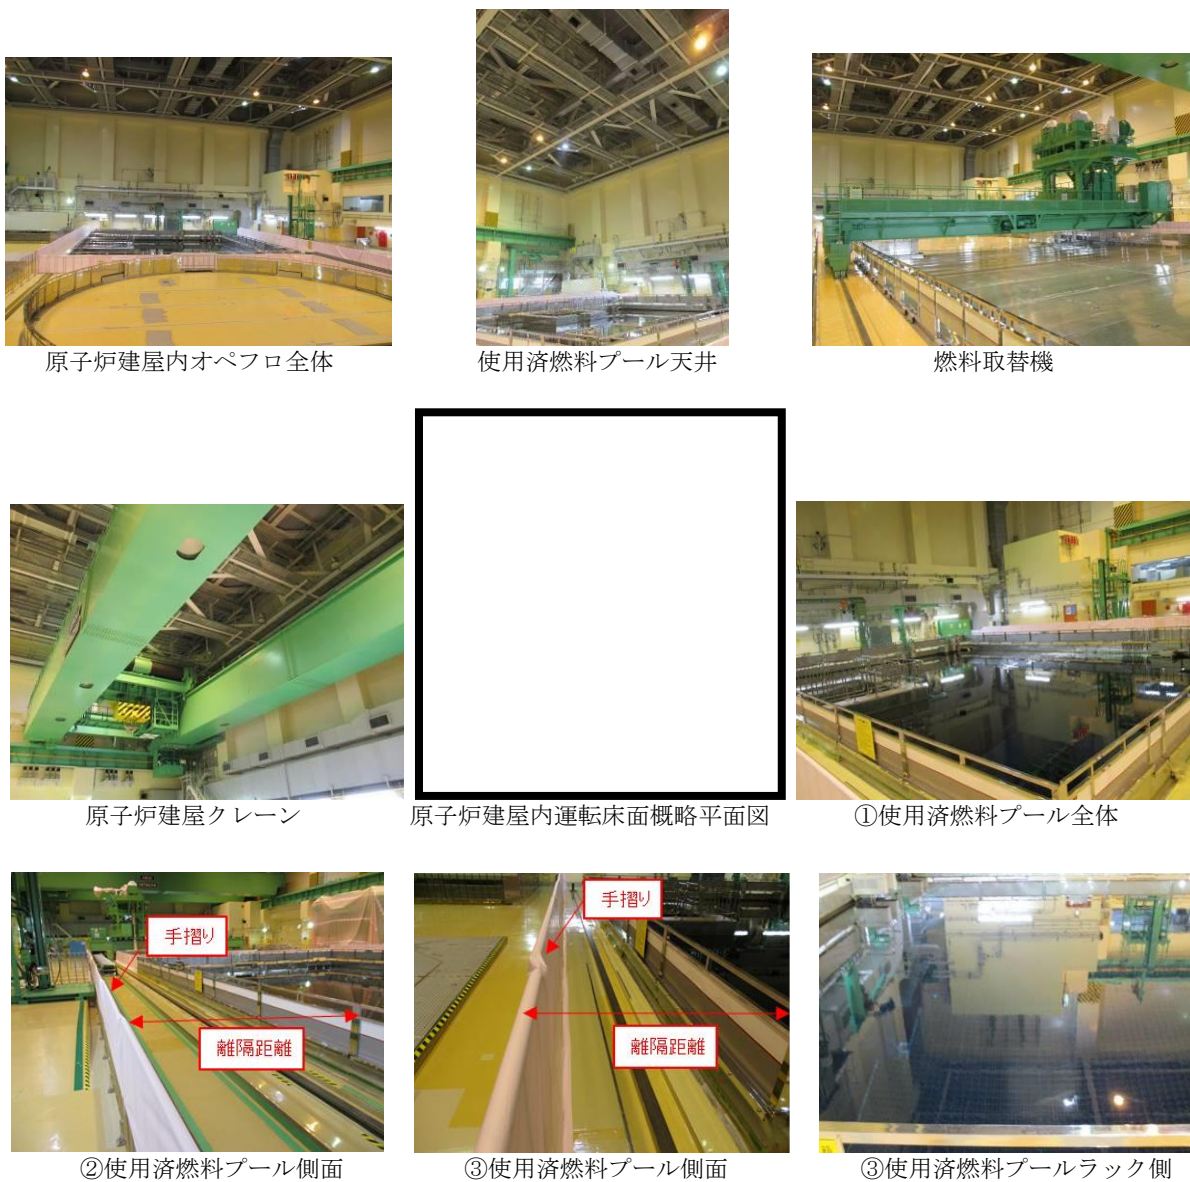 原子炉建屋内オペフロ全体
使用済燃料プール天井
燃料取替機
原子炉建屋クレーン
原子炉建屋内運転床面概略平面図
①使用済燃料プール全体
手摺り
離隔距離
手摺り
離隔距離
②使用済燃料プール側面
③使用済燃料プール側面
③使用済燃料プールラック側